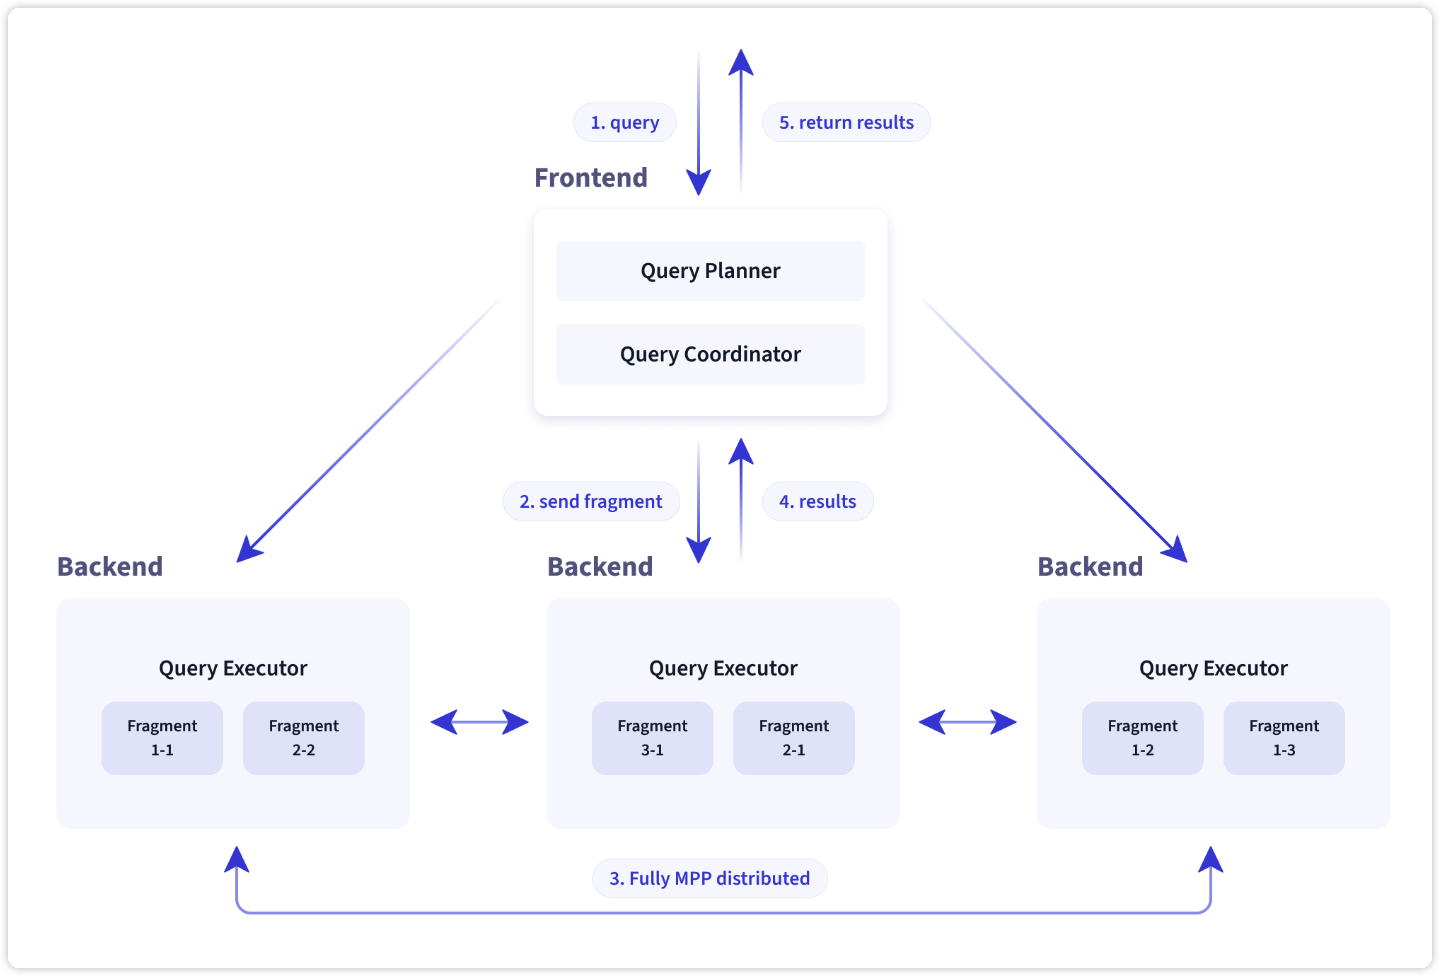 1. query
5. return results
Frontend
Query Planner
Query Coordinator
2. send fragment
4. results
Backend
Backend
Backend
Query Executor
Fragment
1-1
Fragment
2-2
Query Executor
Fragment
3-1
Fragment
2-1
Query Executor
Fragment
1-2
Fragment
1-3
3. Fully MPP distributed